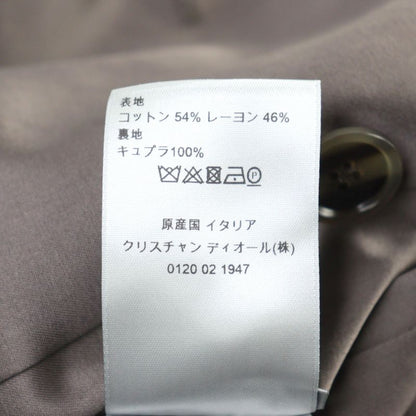 表地
コットン 54% レーヨン 46%
裏地
キュプラ100%
P
原産国 イタリア
クリスチャン ディオール(株)
0120 02 1947